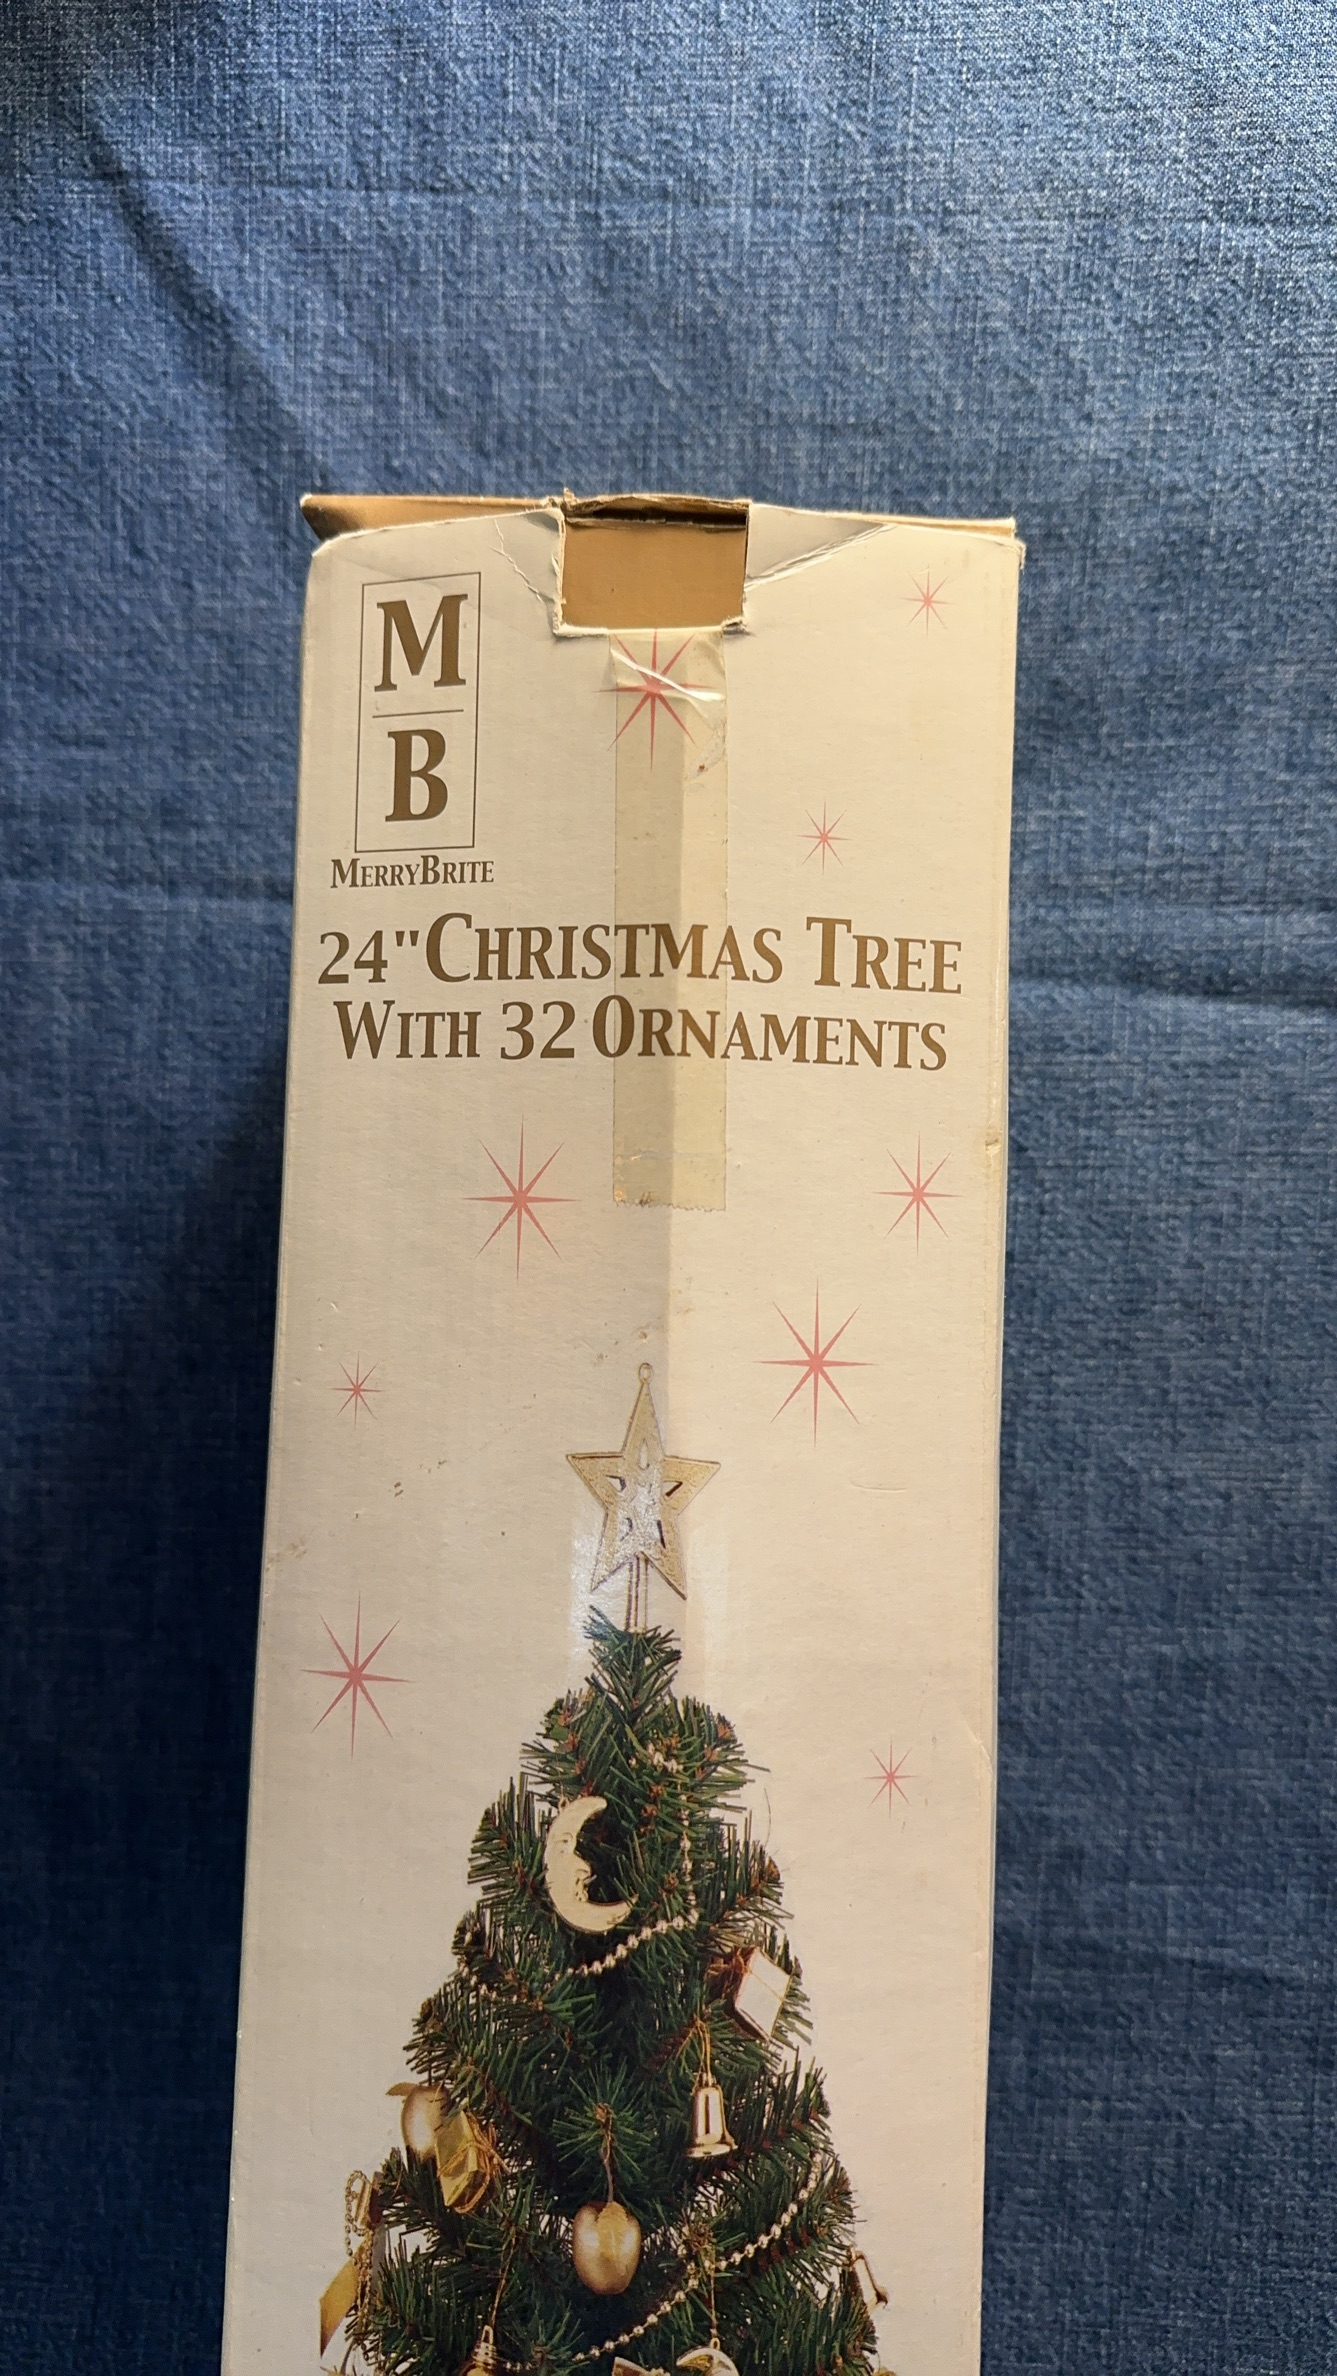 M
B
MERRYBRITE
24" CHRISTMAS TREE
WITH 32 ORNAMENTS